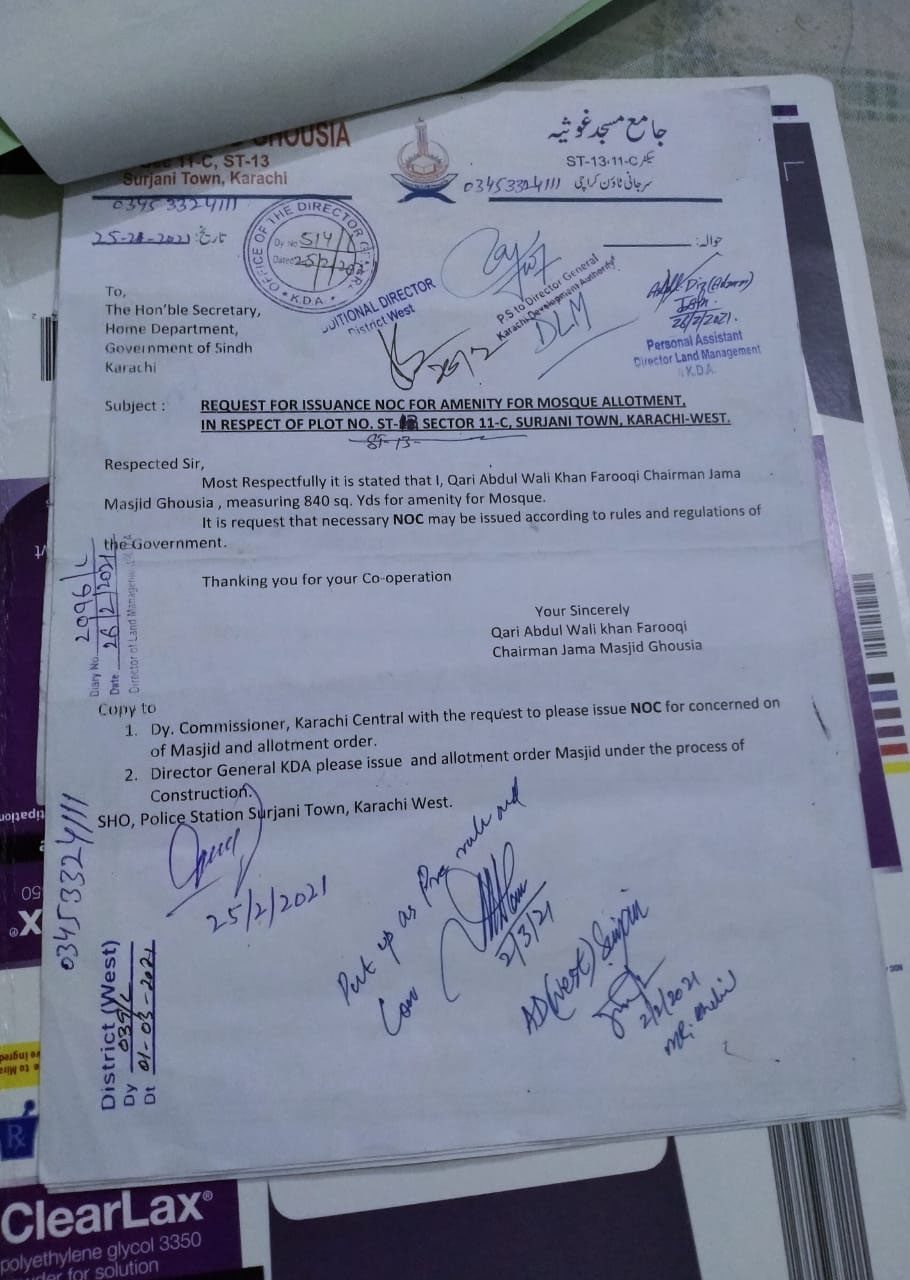 GHOUSIA
11-C, ST-13
Surjani Town, Karachi
03453324111
جامع مسجد غوثیہ
ST-13-11-C سیکٹر
سرجانی ٹاؤن کراچی
03453324111
تاریخ: 25-2-2021
حوالہ:
OFFICE OF THE DIRECTOR
Dy No 514/
Dated 25/2/2021
K.D.A.
DITIONAL DIRECTOR
District West
25/2
P.S to Director General
Karachi Development Authority
DLM
26/2/2021.
Personal Assistant
Director Land Management
K.D.A.
To,
The Hon'ble Secretary,
Home Department,
Government of Sindh
Karachi
Subject : REQUEST FOR ISSUANCE NOC FOR AMENITY FOR MOSQUE ALLOTMENT,
IN RESPECT OF PLOT NO. ST-13 SECTOR 11-C, SURJANI TOWN, KARACHI-WEST.
ST-13-
Respected Sir,
Most Respectfully it is stated that I, Qari Abdul Wali Khan Farooqi Chairman Jama
Masjid Ghousia , measuring 840 sq. Yds for amenity for Mosque.
It is request that necessary NOC may be issued according to rules and regulations of
the Government.
Thanking you for your Co-operation
Your Sincerely
Qari Abdul Wali khan Farooqi
Chairman Jama Masjid Ghousia
Diary No 2096/L
Date 26/2/2021
Director of Land Management
Copy to
1. Dy. Commissioner, Karachi Central with the request to please issue NOC for concerned on
of Masjid and allotment order.
2. Director General KDA please issue and allotment order Masjid under the process of
Construction.
SHO, Police Station Surjani Town, Karachi West.
03453324111
25/2/2021
Put up as Per rule and
Law
2/3/21
AD(West) Surjani
2/2/2021
District (West)
Dy 039/L
Dt 01-03-2021
ClearLax®
polyethylene glycol 3350
for solution